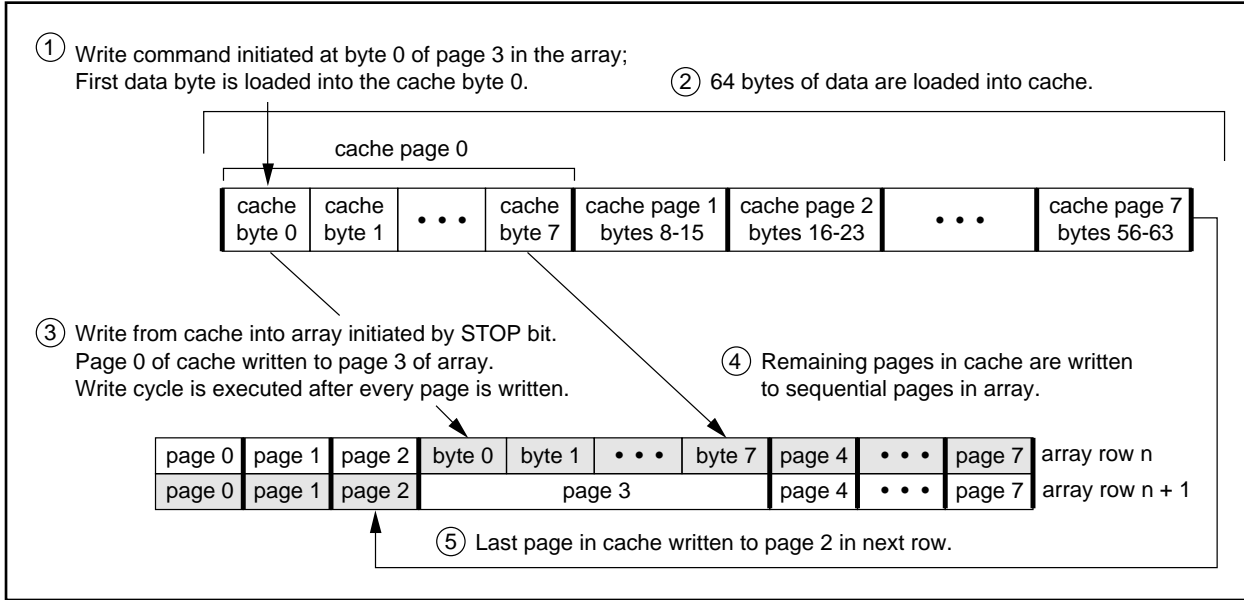 1 Write command initiated at byte 0 of page 3 in the array;
First data byte is loaded into the cache byte 0.
2 64 bytes of data are loaded into cache.
cache page 0
cache byte 0 cache byte 1 • • • cache byte 7 cache page 1 bytes 8-15 cache page 2 bytes 16-23 • • • cache page 7 bytes 56-63
3 Write from cache into array initiated by STOP bit.
Page 0 of cache written to page 3 of array.
Write cycle is executed after every page is written.
4 Remaining pages in cache are written
to sequential pages in array.
page 0 page 1 page 2 byte 0 byte 1 • • • byte 7 page 4 • • • page 7 array row n
page 0 page 1 page 2 page 3 page 4 • • • page 7 array row n + 1
5 Last page in cache written to page 2 in next row.